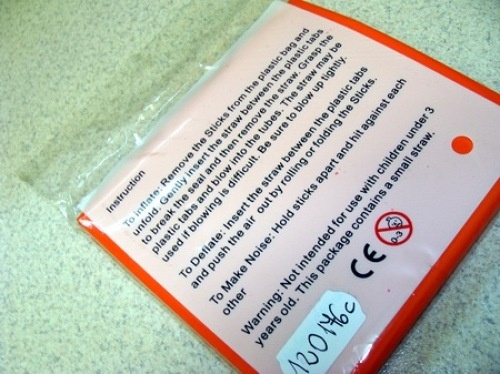 Instruction
To Diflate: Remove the Sticks from the plastic bag and
unfold. Gently insert the straw between the plastic tabs
to break the seal and then remove the straw. Grasp the
plastic tabs and blow into the tubes. The straw may be
used if blowing is difficult. Be sure to blow up tightly.
To Deflate: Insert the straw between the plastic tabs
and push the air out by rolling or folding the Sticks.
To Make Noise: Hold sticks apart and hit against each
other
Warning: Not intended for use with children under 3
years old. This package contains a small straw.
CE
0-3
120176c